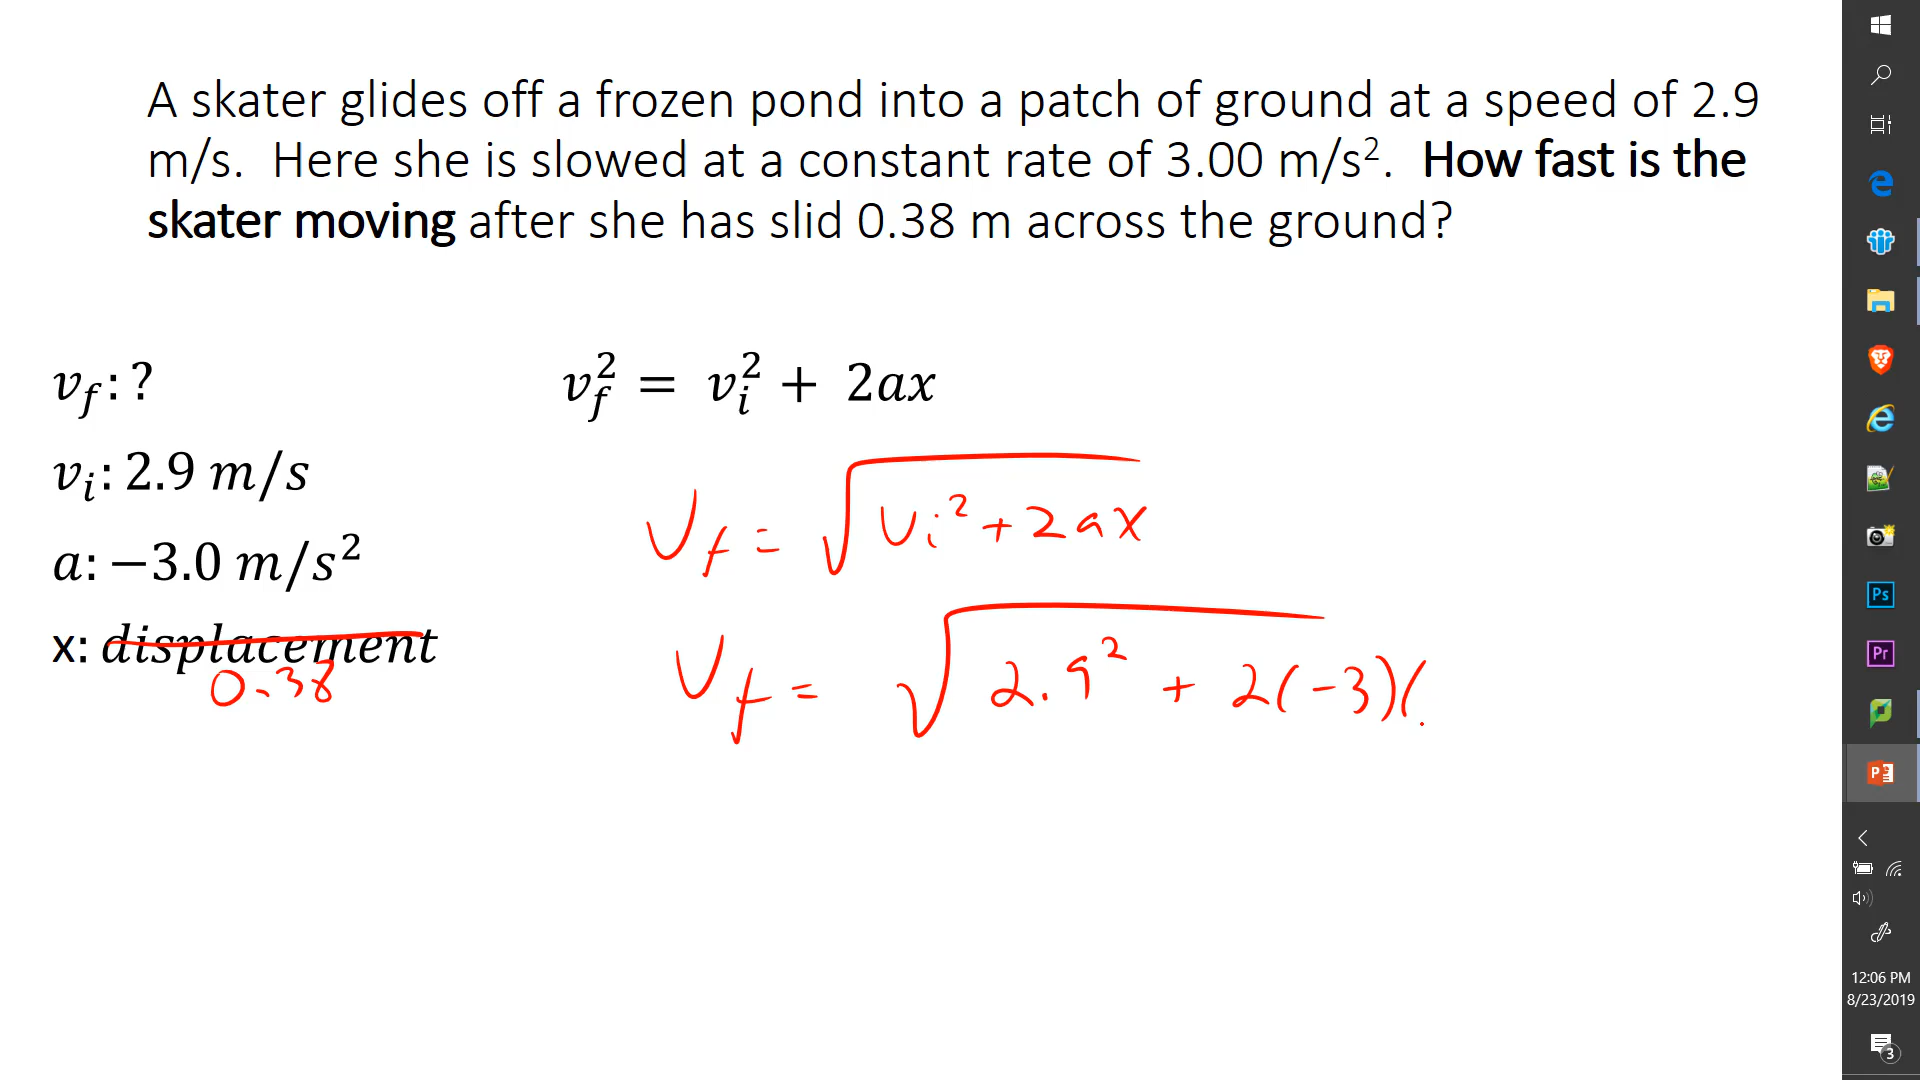 A skater glides off a frozen pond into a patch of ground at a speed of 2.9
m/s.  Here she is slowed at a constant rate of 3.00 m/s².  How fast is the
skater moving after she has slid 0.38 m across the ground?
v_f: ?
v_f² = v_i² + 2ax
v_i: 2.9 m/s
v_f = √(v_i² + 2ax)
a: −3.0 m/s²
x: displacement
0.38
v_f = √(2.9² + 2(-3)(.
Ps
Pr
P
12:06 PM
8/23/2019
3